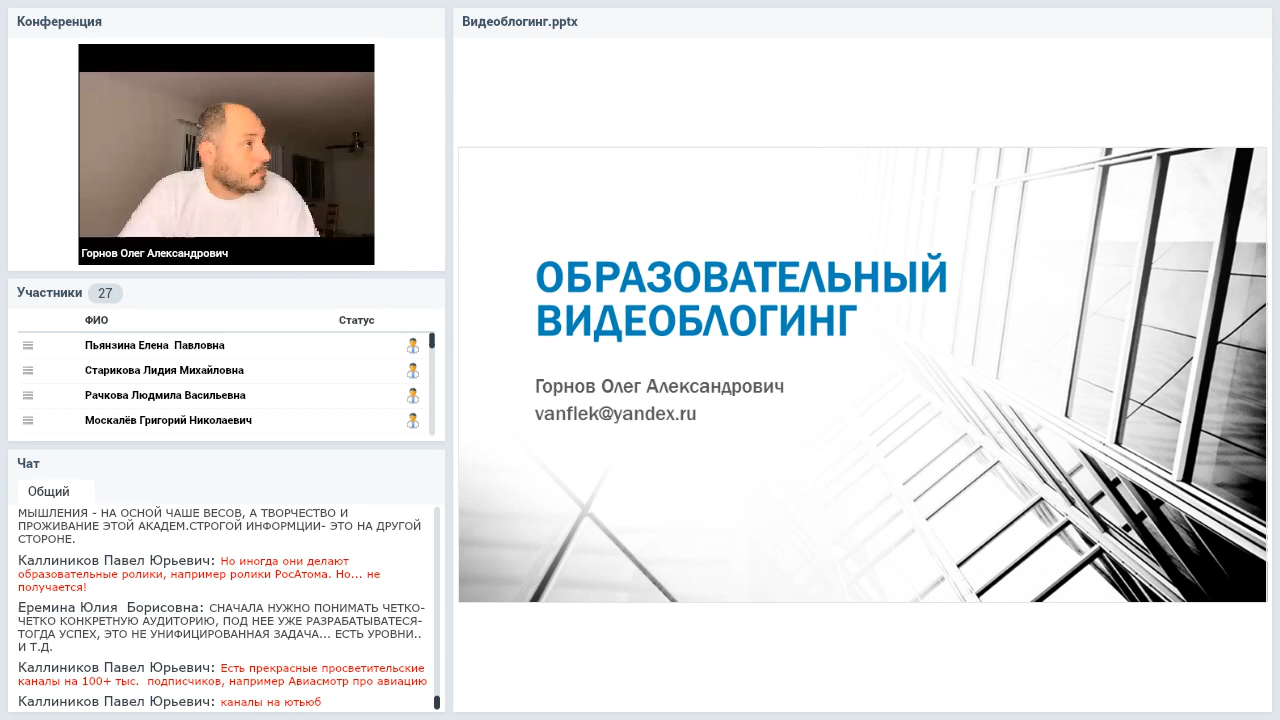 Конференция
Горнов Олег Александрович
Участники 27
ФИО Статус
Пьянзина Елена  Павловна
Старикова Лидия Михайловна
Рачкова Людмила Васильевна
Москалёв Григорий Николаевич
Чат
Общий
МЫШЛЕНИЯ - НА ОСНОЙ ЧАШЕ ВЕСОВ, А ТВОРЧЕСТВО И
ПРОЖИВАНИЕ ЭТОЙ АКАДЕМ.СТРОГОЙ ИНФОРМЦИИ- ЭТО НА ДРУГОЙ
СТОРОНЕ.
Каллиников Павел Юрьевич: Но иногда они делают
образовательные ролики, например ролики РосАтома. Но... не
получается!
Еремина Юлия  Борисовна: СНАЧАЛА НУЖНО ПОНИМАТЬ ЧЕТКО-
ЧЕТКО КОНКРЕТНУЮ АУДИТОРИЮ, ПОД НЕЕ УЖЕ РАЗРАБАТЫВАТЕСЯ-
ТОГДА УСПЕХ, ЭТО НЕ УНИФИЦИРОВАННАЯ ЗАДАЧА... ЕСТЬ УРОВНИ..
И Т.Д.
Каллиников Павел Юрьевич: Есть прекрасные просветительские
каналы на 100+ тыс.  подписчиков, например Авиасмотр про авиацию
Каллиников Павел Юрьевич: каналы на ютьюб
Видеоблогинг.pptx
ОБРАЗОВАТЕЛЬНЫЙ
ВИДЕОБЛОГИНГ
Горнов Олег Александрович
vanflek@yandex.ru